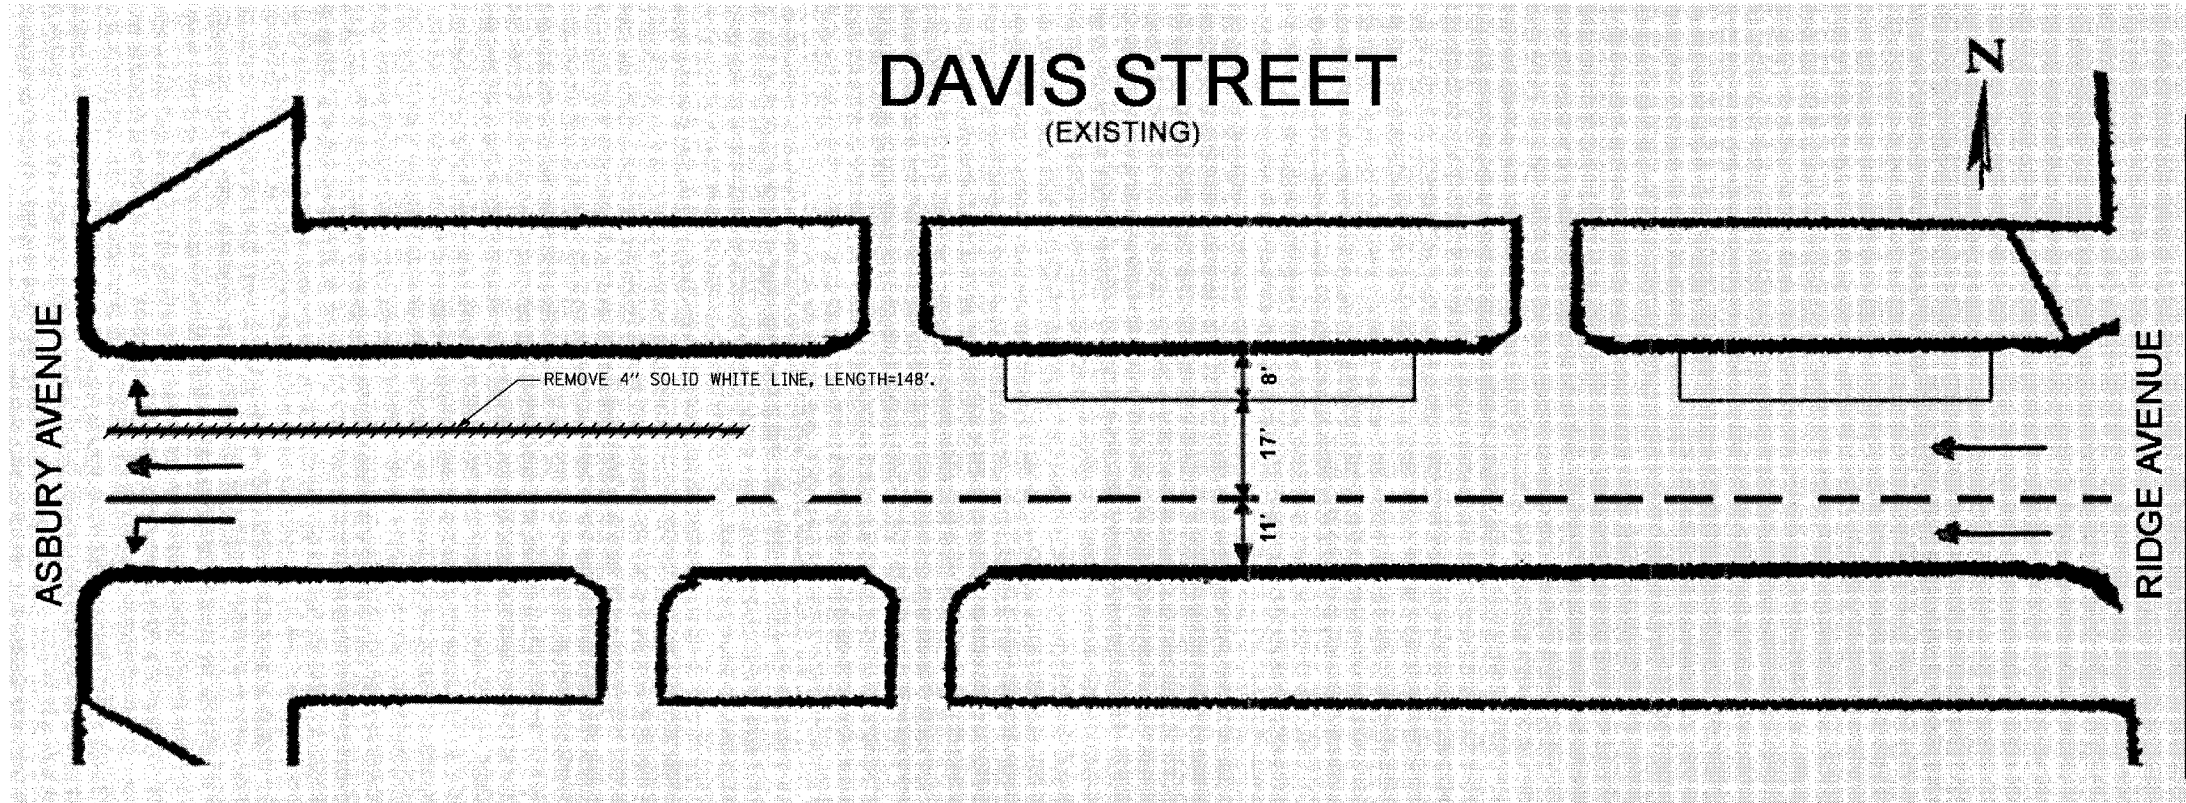 DAVIS STREET
(EXISTING)
N
ASBURY AVENUE
REMOVE 4" SOLID WHITE LINE, LENGTH=148'.
8'
17'
11'
RIDGE AVENUE